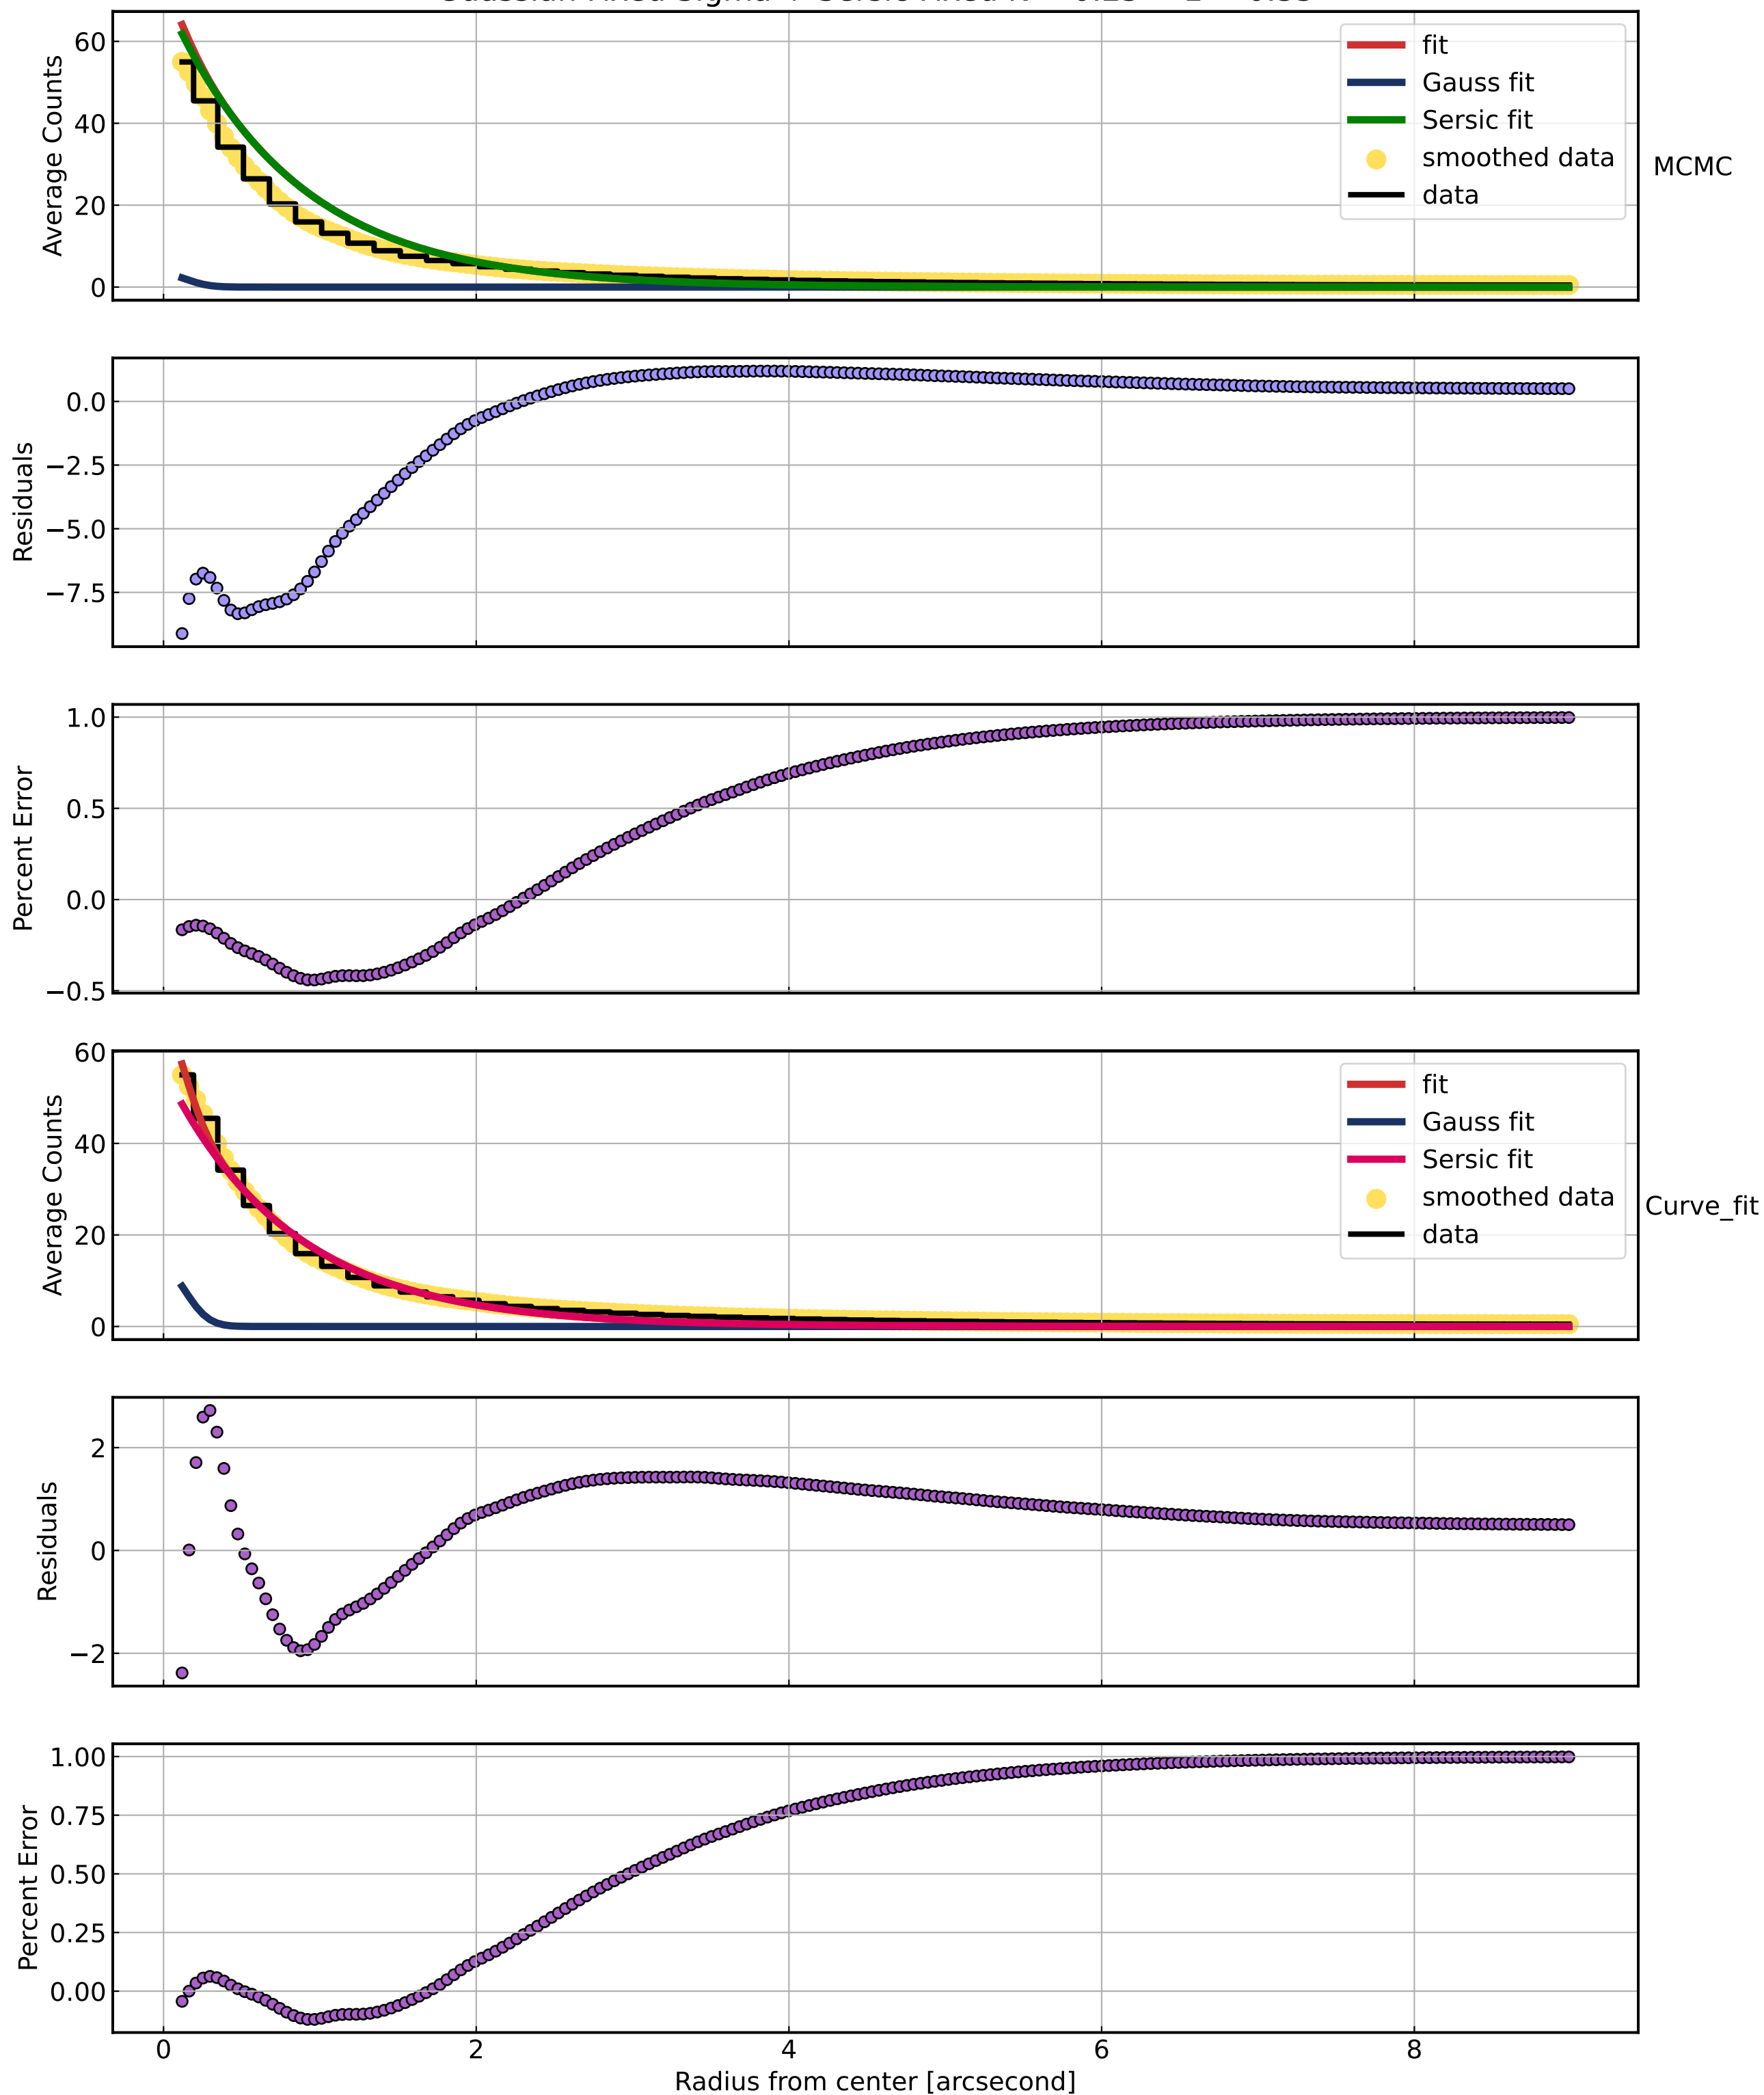 60
40
20
0
Average Counts
fit
Gauss fit
Sersic fit
smoothed data
data
MCMC
0.0
−2.5
−5.0
−7.5
Residuals
1.0
0.5
0.0
−0.5
Percent Error
60
40
20
0
Average Counts
fit
Gauss fit
Sersic fit
smoothed data
data
Curve_fit
2
0
−2
Residuals
1.00
0.75
0.50
0.25
0.00
Percent Error
0 2 4 6 8
Radius from center [arcsecond]